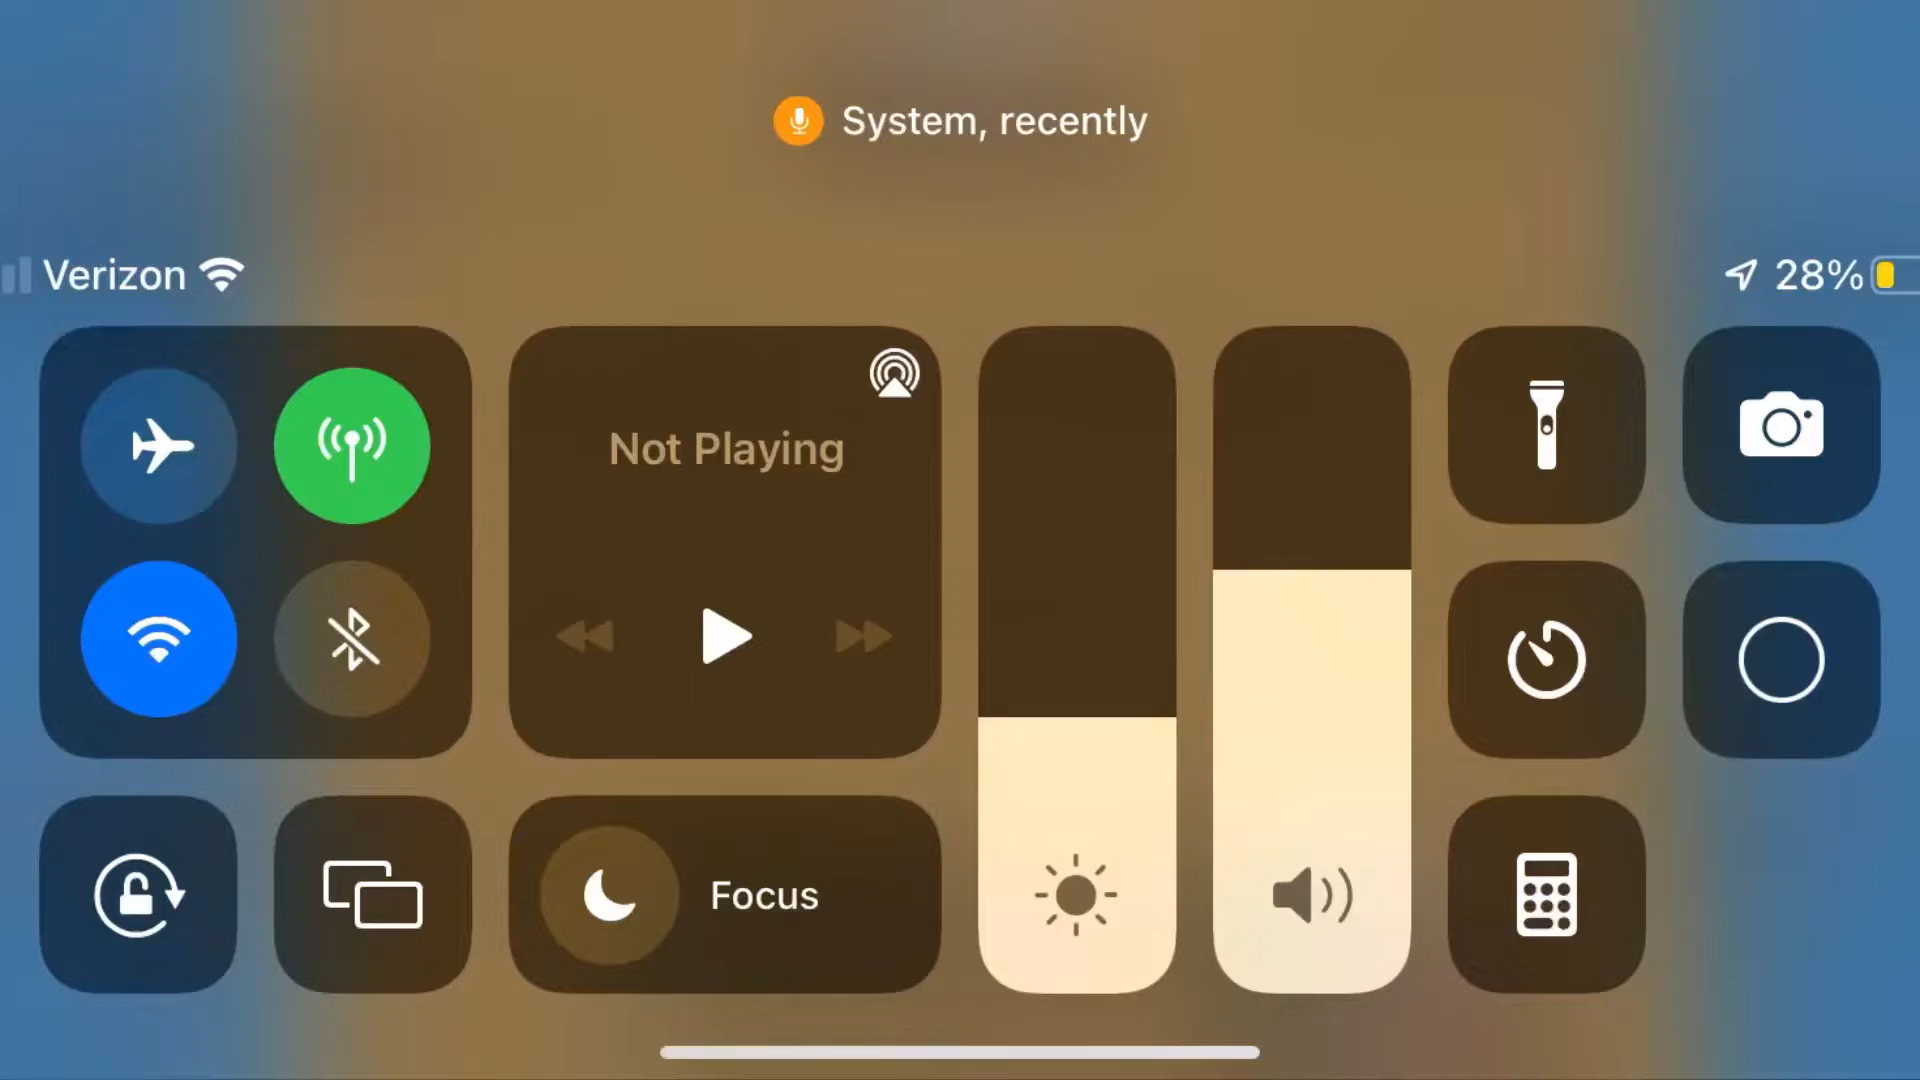 System, recently
Verizon
28%
Not Playing
Focus